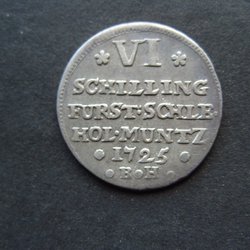 * VI *
SCHILLING
FURST·SCHLE
HOL·MUNTZ
· 1725 ·
· B · H ·